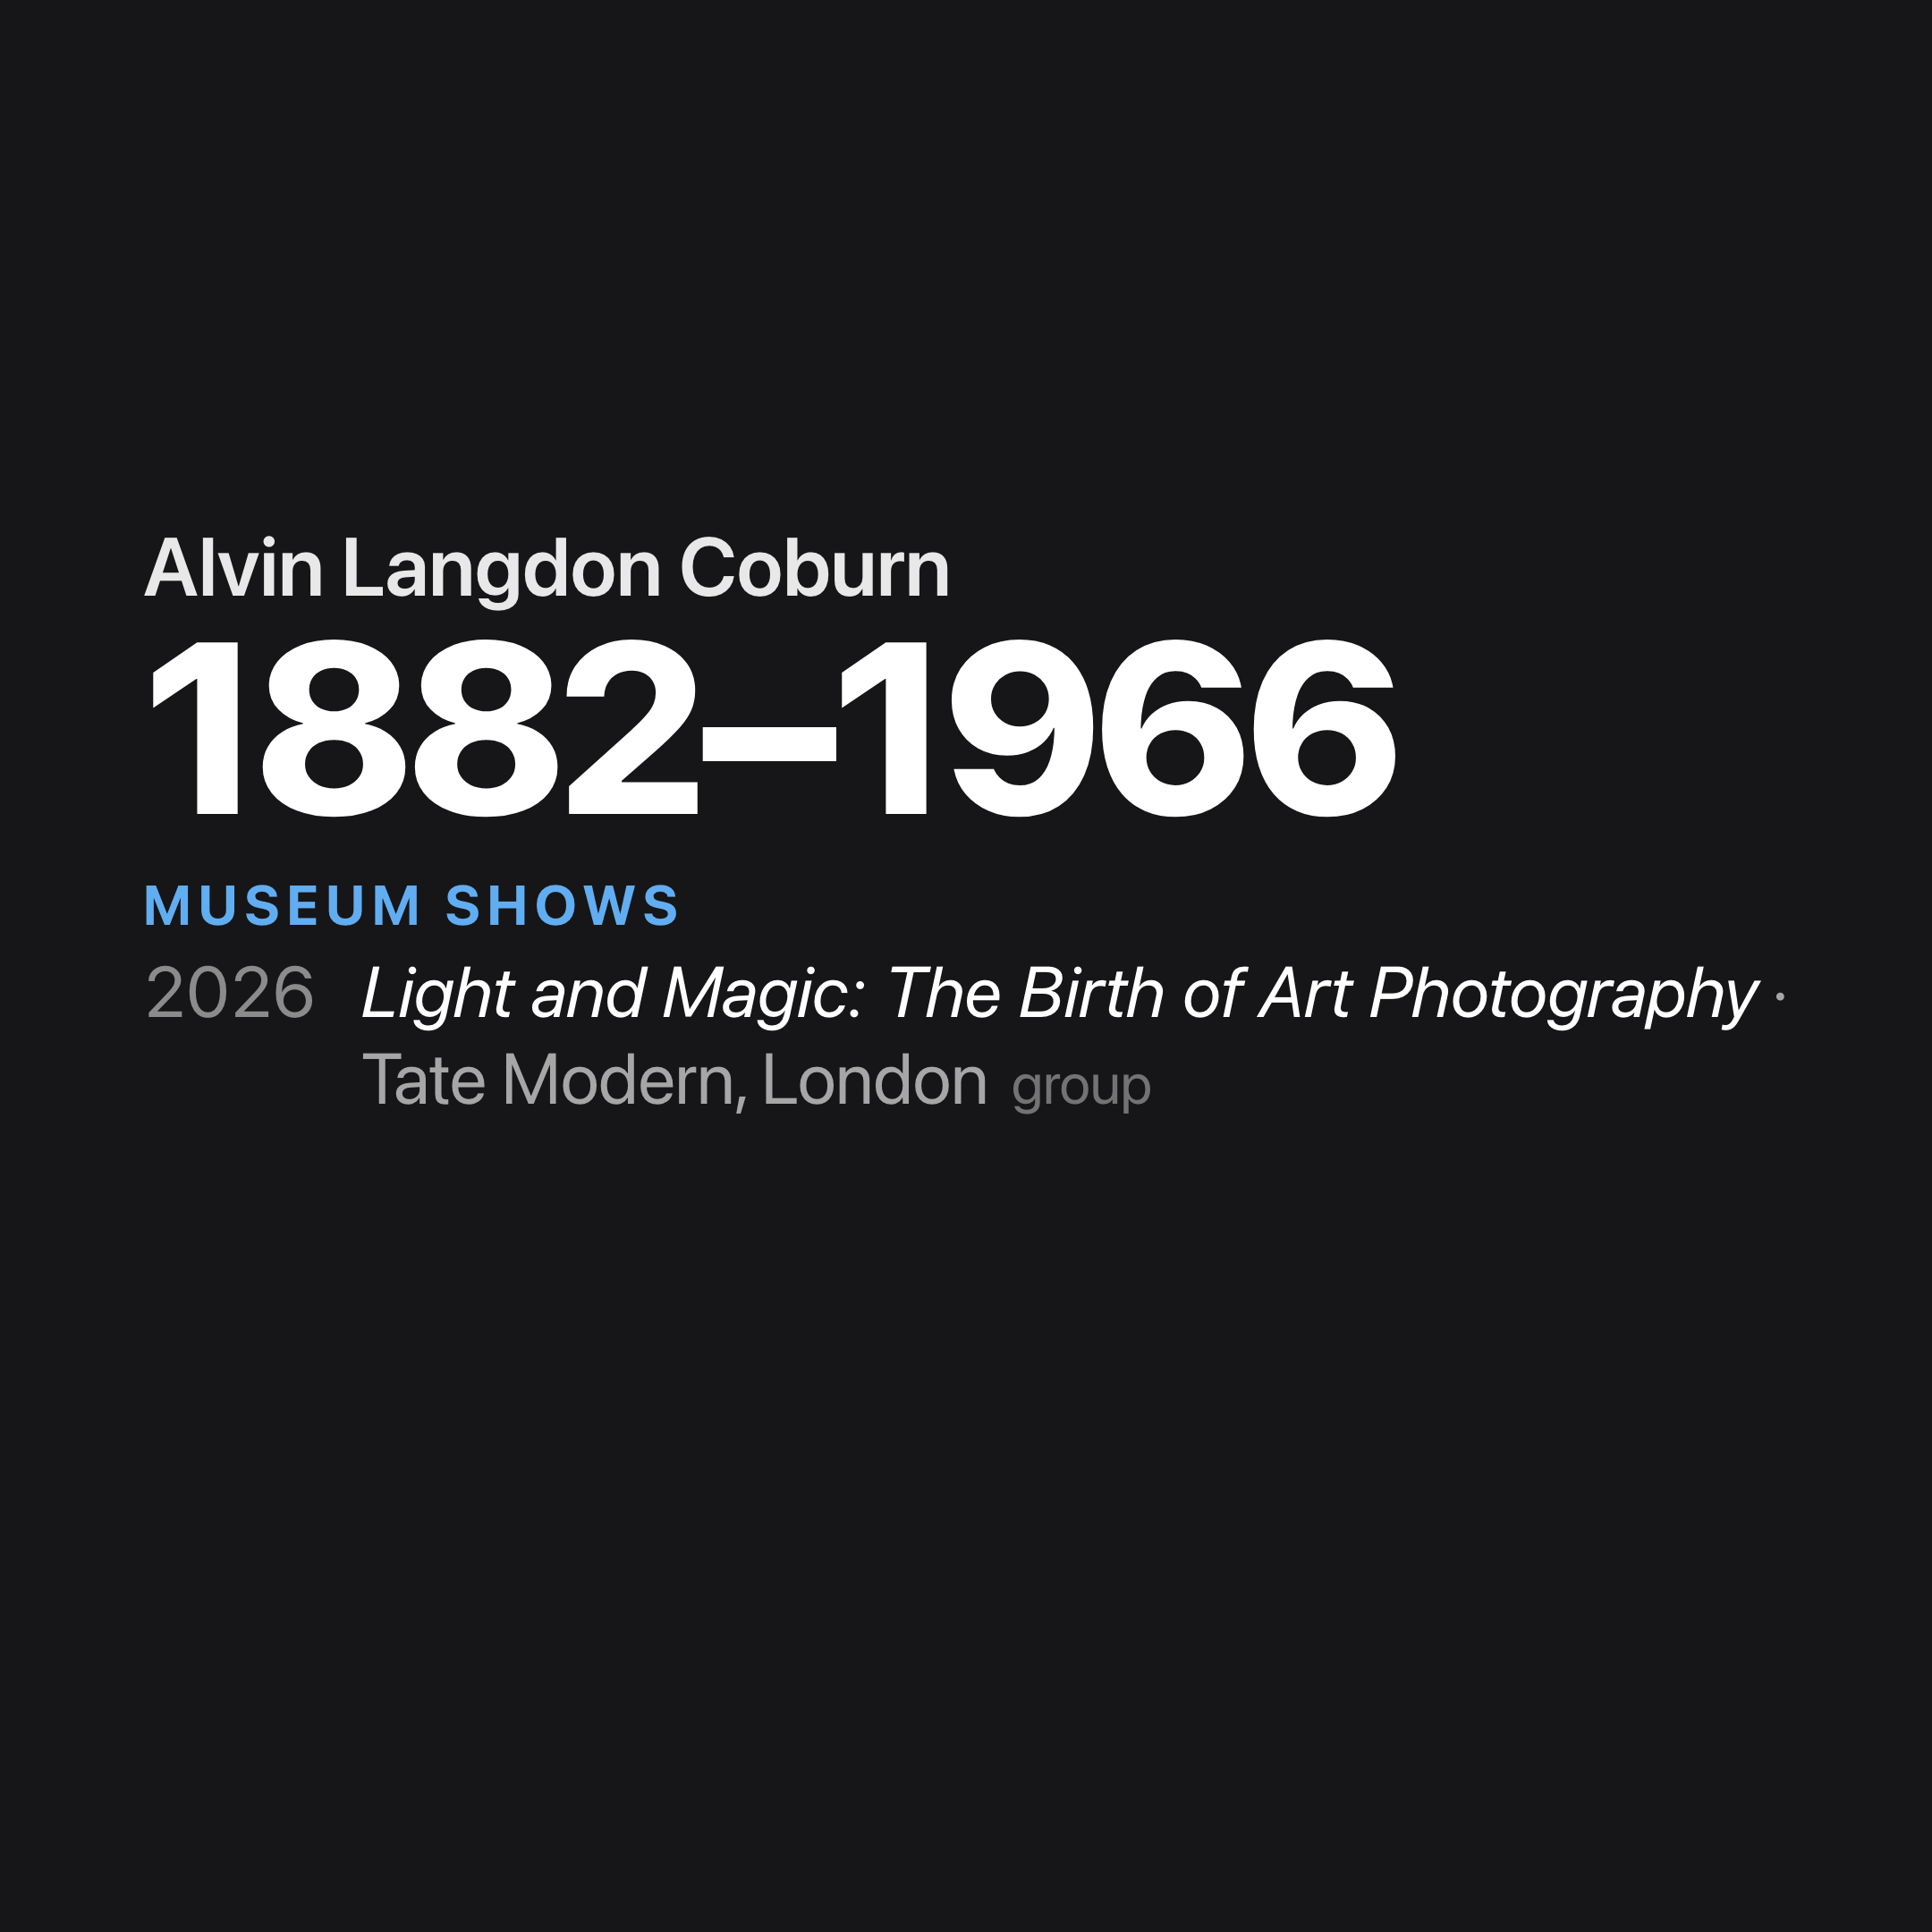 Alvin Langdon Coburn
1882–1966
MUSEUM SHOWS
2026 Light and Magic: The Birth of Art Photography ·
Tate Modern, London group